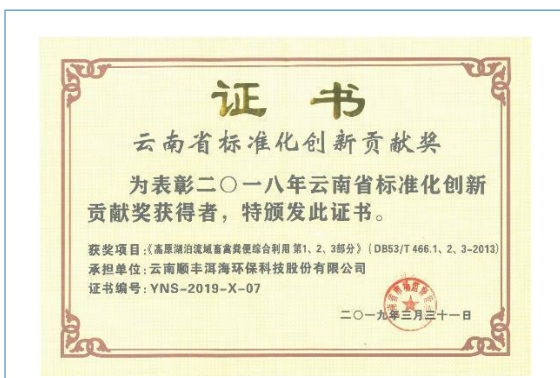 证书
云南省标准化创新贡献奖
为表彰二〇一八年云南省标准化创新
贡献奖获得者，特颁发此证书。
获奖项目：《高原湖泊流域畜禽粪便综合利用 第1、2、3部分》（DB53/T 466.1、2、3-2013）
承担单位：云南顺丰洱海环保科技股份有限公司
证书编号：YNS-2019-X-07
二〇一九年三月三十一日